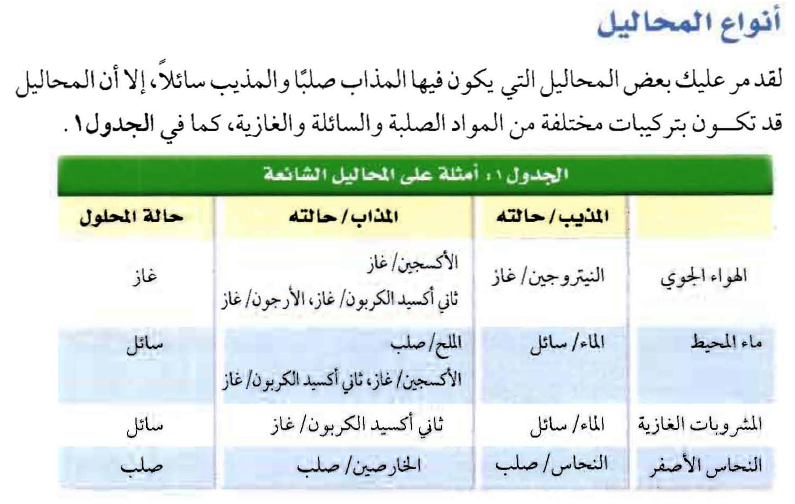 أنواع المحاليل
لقد مر عليك بعض المحاليل التي يكون فيها المذاب صلبًا والمذيب سائلاً، إلا أن المحاليل
قد تكون بتركيبات مختلفة من المواد الصلبة والسائلة والغازية، كما في الجدول١.
الجدول١: أمثلة على المحاليل الشائعة
المذيب/ حالته المذاب/ حالته حالة المحلول
الهواء الجوي النيتروجين/ غاز الأكسجين/ غاز غاز
ثاني أكسيد الكربون/ غاز، الأرجون/ غاز
ماء المحيط الماء/ سائل الملح/ صلب سائل
الأكسجين/ غاز، ثاني أكسيد الكربون/ غاز
المشروبات الغازية الماء/ سائل ثاني أكسيد الكربون/ غاز سائل
النحاس الأصفر النحاس/ صلب الخارصين/ صلب صلب